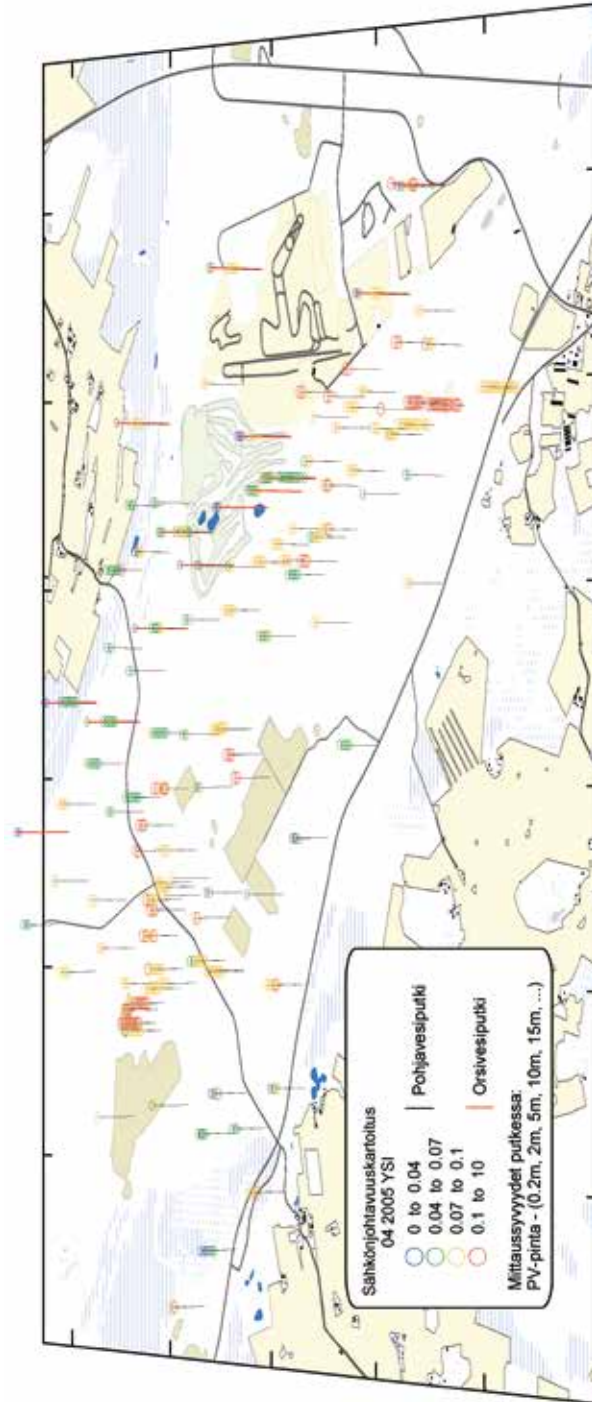 Sähkönjohtavuuskartoitus
04 2005 YSI
0 to 0.04
0.04 to 0.07
0.07 to 0.1
0.1 to 10
Pohjavesiputki
Orsivesiputki
Mittaussyvyydet putkessa:
PV-pinta - (0.2m, 2m, 5m, 10m, 15m, ...)